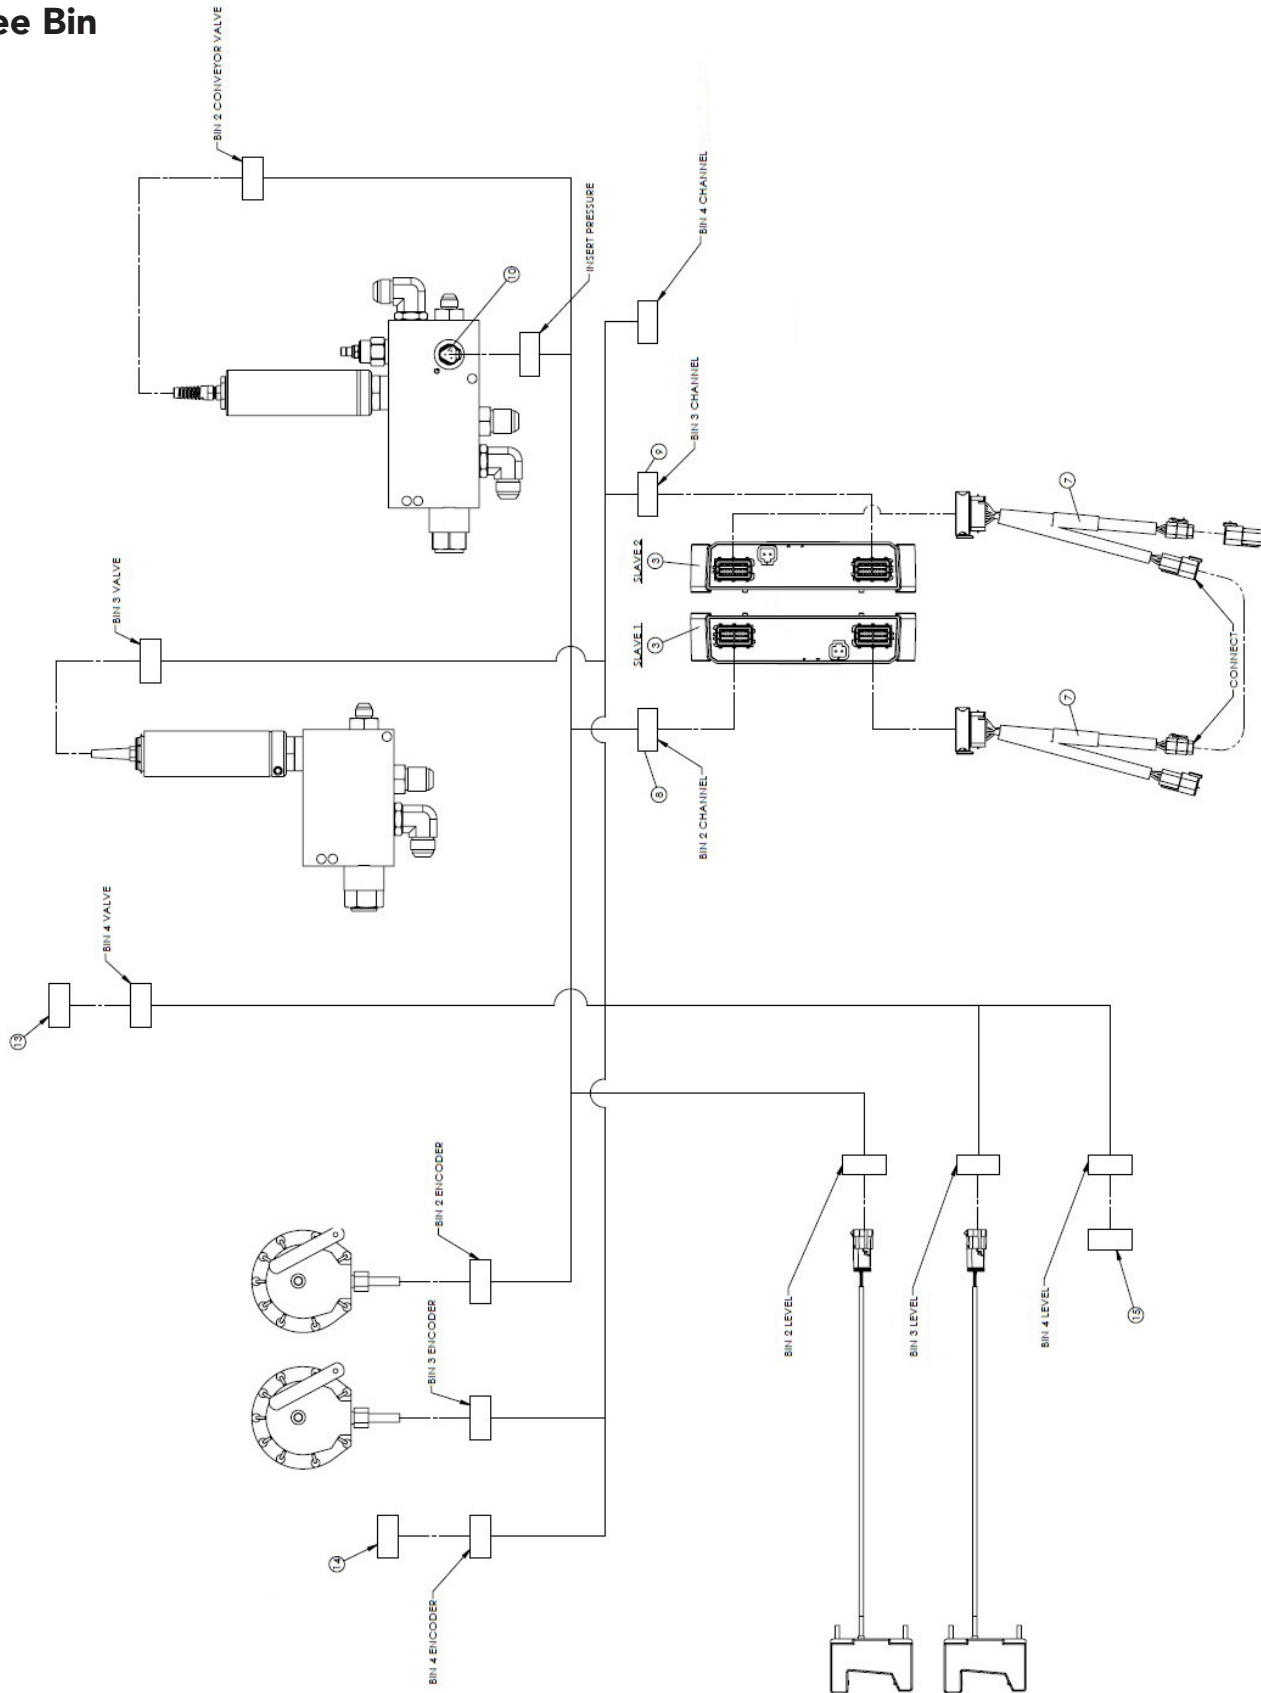 ee Bin
BIN 2 CONVEYOR VALVE
BIN 4 CHANNEL
INSERT PRESSURE
10
BIN 3 CHANNEL
9
7
SLAVE 2
3
BIN 3 VALVE
SLAVE 1
3
CONNECT
7
8
BIN 2 CHANNEL
BIN 4 VALVE
13
BIN 2 ENCODER
BIN 3 ENCODER
BIN 2 LEVEL
BIN 3 LEVEL
BIN 4 LEVEL
15
14
BIN 4 ENCODER